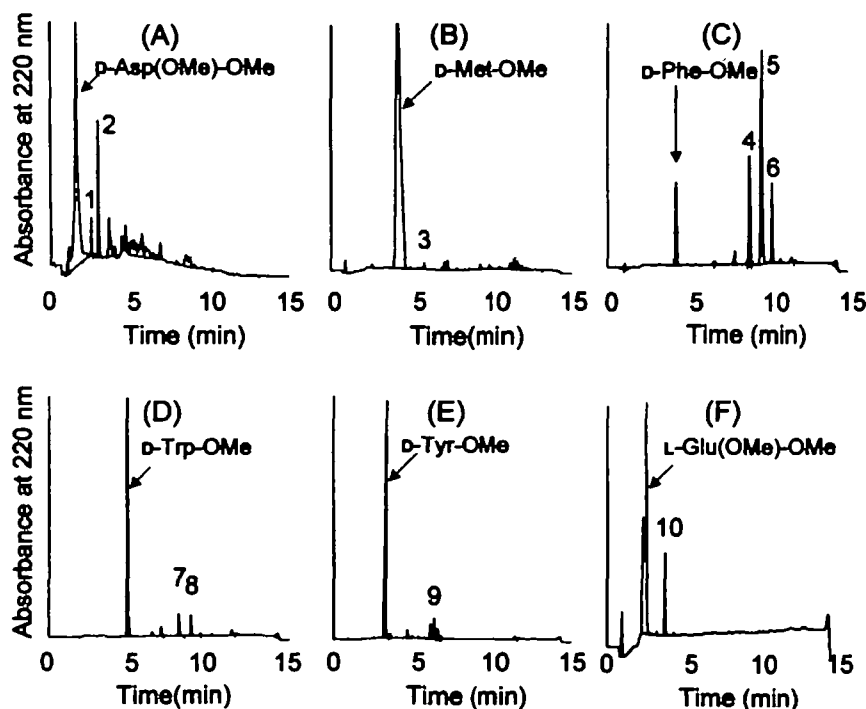 (A)
(B)
(C)
Absorbance at 220 nm
D-Asp(OMe)-OMe
D-Met-OMe
D-Phe-OMe
1
2
3
4
5
6
0
5
10
15
0
5
10
15
0
5
10
15
Time (min)
Time(min)
Time (min)
(D)
(E)
(F)
Absorbance at 220 nm
D-Trp-OMe
D-Tyr-OMe
L-Glu(OMe)-OMe
7
8
9
10
0
5
10
15
0
5
10
15
0
5
10
15
Time(min)
Time (min)
Time (min)